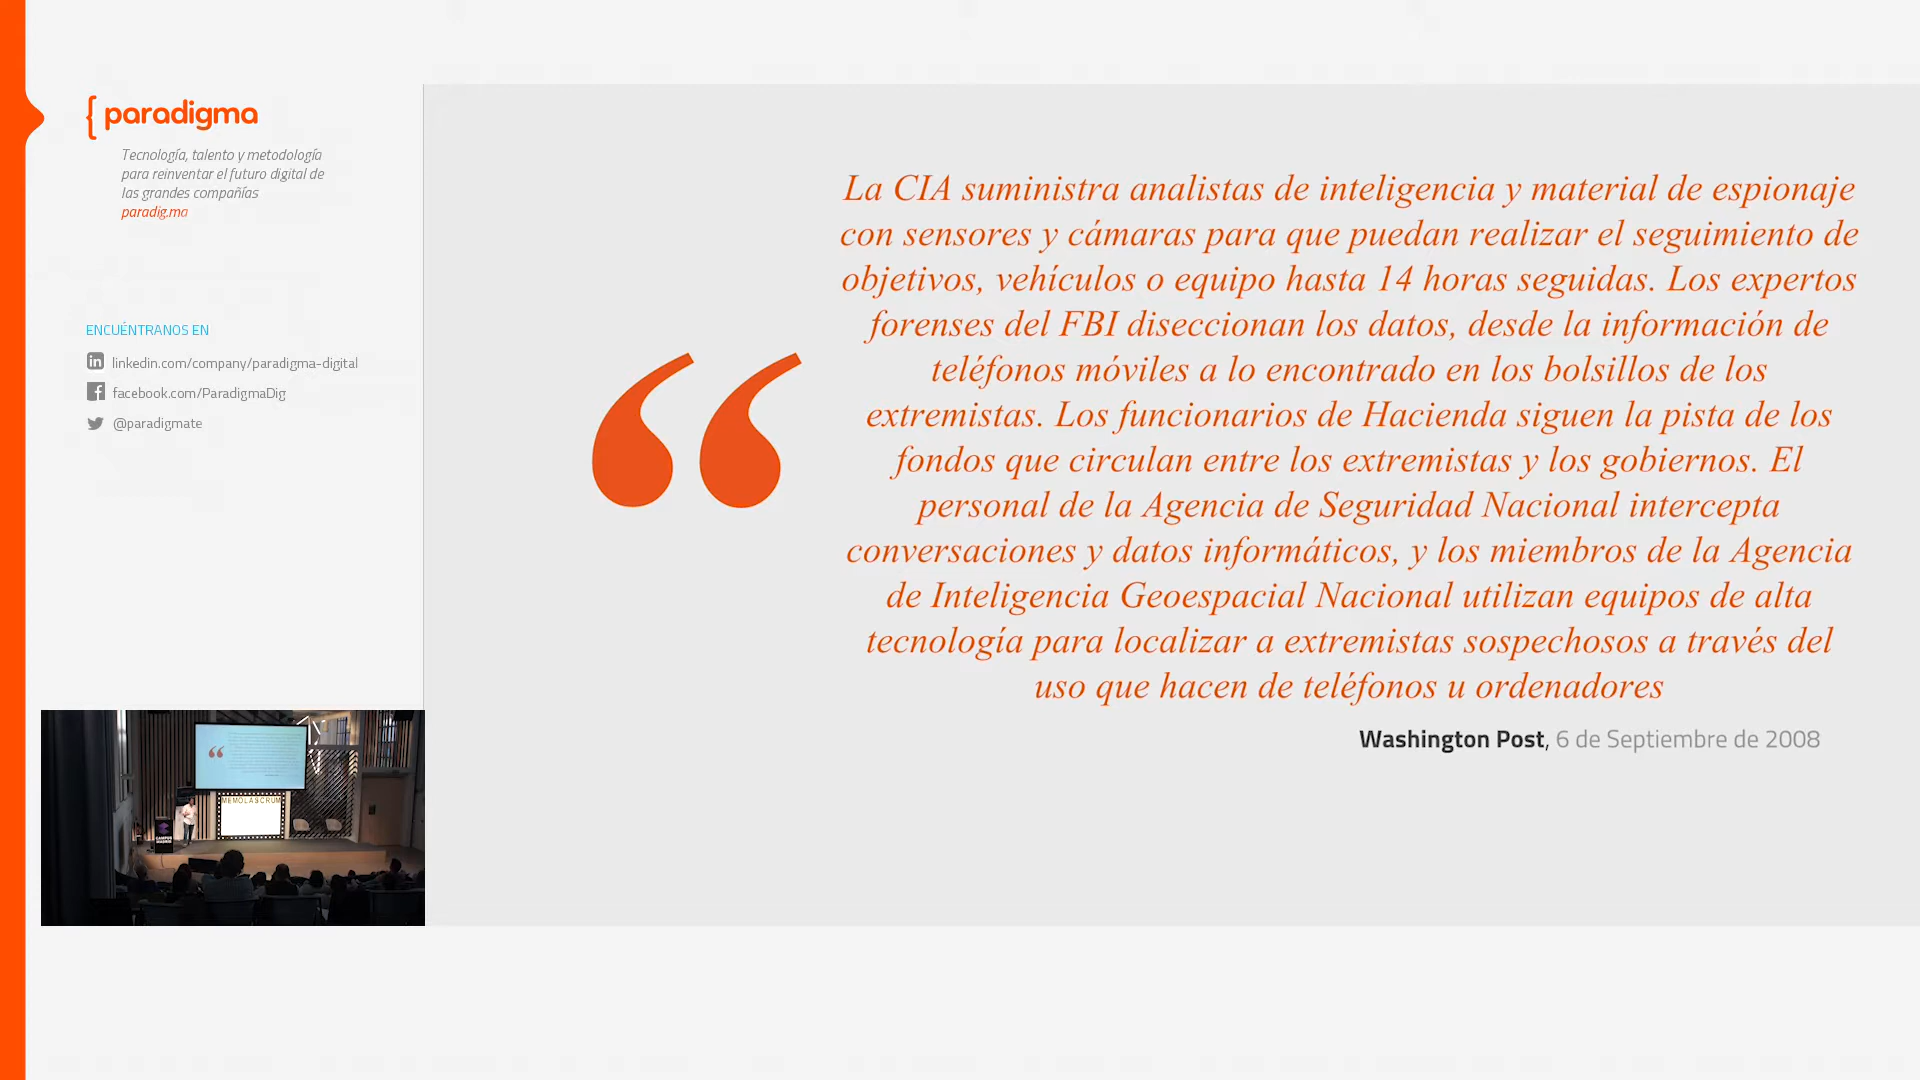 { paradigma
Tecnología, talento y metodología
para reinventar el futuro digital de
las grandes compañías
paradig.ma
ENCUÉNTRANOS EN
linkedin.com/company/paradigma-digital
facebook.com/ParadigmaDig
@paradigmate
“
La CIA suministra analistas de inteligencia y material de espionaje
con sensores y cámaras para que puedan realizar el seguimiento de
objetivos, vehículos o equipo hasta 14 horas seguidas. Los expertos
forenses del FBI diseccionan los datos, desde la información de
teléfonos móviles a lo encontrado en los bolsillos de los
extremistas. Los funcionarios de Hacienda siguen la pista de los
fondos que circulan entre los extremistas y los gobiernos. El
personal de la Agencia de Seguridad Nacional intercepta
conversaciones y datos informáticos, y los miembros de la Agencia
de Inteligencia Geoespacial Nacional utilizan equipos de alta
tecnología para localizar a extremistas sospechosos a través del
uso que hacen de teléfonos u ordenadores
Washington Post, 6 de Septiembre de 2008
MEMOLASCRUM
CAMPUS
MADRID